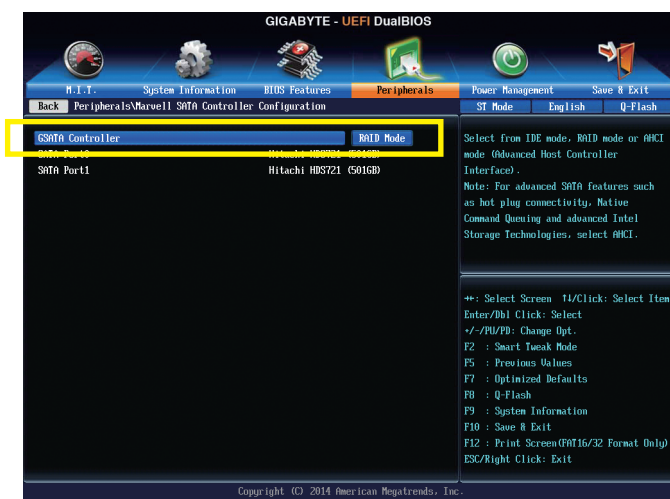 GIGABYTE - UEFI DualBIOS
M.I.T. System Information BIOS Features Peripherals Power Management Save & Exit
Back Peripherals\Marvell SATA Controller Configuration ST Mode English Q-Flash
GSATA Controller RAID Mode
SATA Port0 Hitachi HDS721 (501GB)
SATA Port1 Hitachi HDS721 (501GB)
Select from IDE mode, RAID mode or AHCI
mode (Advanced Host Controller
Interface).
Note: For advanced SATA features such
as hot plug connectivity, Native
Command Queuing and advanced Intel
Storage Technologies, select AHCI.
→←: Select Screen ↑↓/Click: Select Item
Enter/Dbl Click: Select
+/-/PU/PD: Change Opt.
F2 : Smart Tweak Mode
F5 : Previous Values
F7 : Optimized Defaults
F8 : Q-Flash
F9 : System Information
F10 : Save & Exit
F12 : Print Screen(FAT16/32 Format Only)
ESC/Right Click: Exit
Copyright (C) 2014 American Megatrends, Inc.